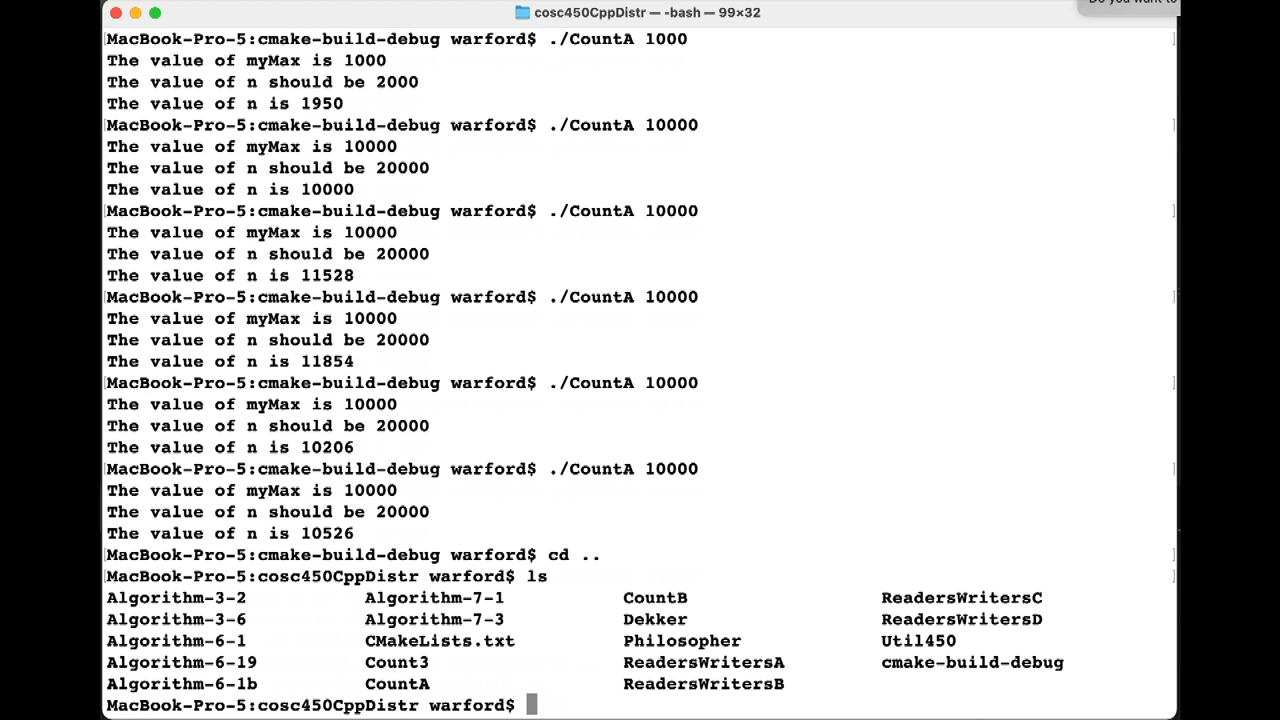 Do you want to
cosc450CppDistr — -bash — 99×32
MacBook-Pro-5:cmake-build-debug warford$ ./CountA 1000
The value of myMax is 1000
The value of n should be 2000
The value of n is 1950
MacBook-Pro-5:cmake-build-debug warford$ ./CountA 10000
The value of myMax is 10000
The value of n should be 20000
The value of n is 10000
MacBook-Pro-5:cmake-build-debug warford$ ./CountA 10000
The value of myMax is 10000
The value of n should be 20000
The value of n is 11528
MacBook-Pro-5:cmake-build-debug warford$ ./CountA 10000
The value of myMax is 10000
The value of n should be 20000
The value of n is 11854
MacBook-Pro-5:cmake-build-debug warford$ ./CountA 10000
The value of myMax is 10000
The value of n should be 20000
The value of n is 10206
MacBook-Pro-5:cmake-build-debug warford$ ./CountA 10000
The value of myMax is 10000
The value of n should be 20000
The value of n is 10526
MacBook-Pro-5:cmake-build-debug warford$ cd ..
MacBook-Pro-5:cosc450CppDistr warford$ ls
Algorithm-3-2 Algorithm-7-1 CountB ReadersWritersC
Algorithm-3-6 Algorithm-7-3 Dekker ReadersWritersD
Algorithm-6-1 CMakeLists.txt Philosopher Util450
Algorithm-6-19 Count3 ReadersWritersA cmake-build-debug
Algorithm-6-1b CountA ReadersWritersB
MacBook-Pro-5:cosc450CppDistr warford$